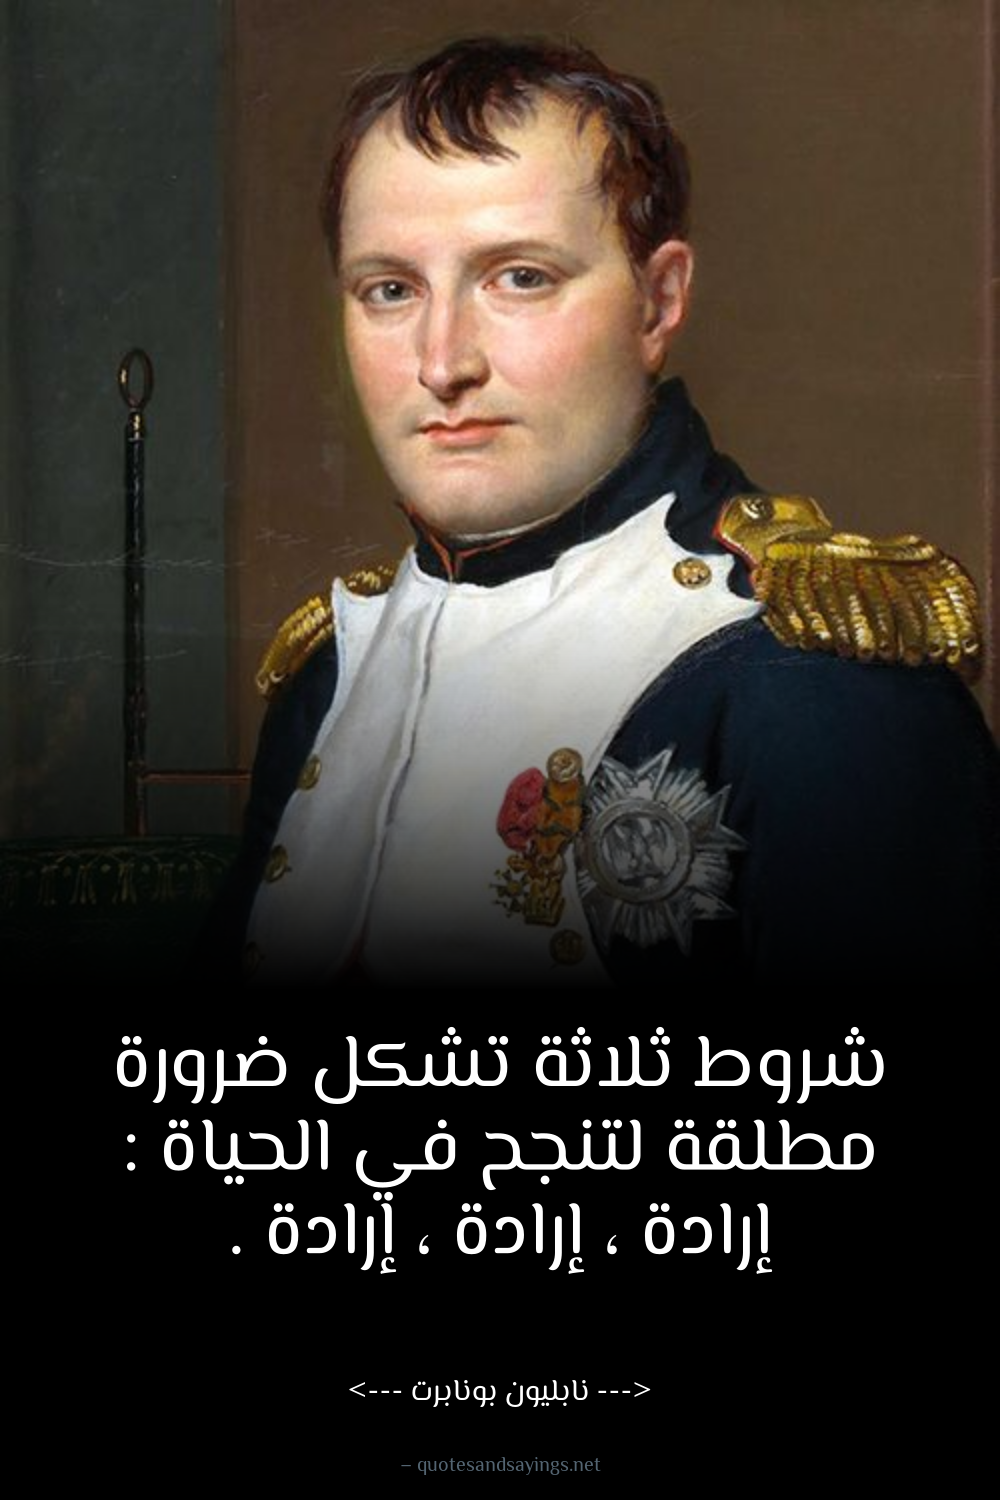 شروط ثلاثة تشكل ضرورة
مطلقة لتنجح في الحياة :
إرادة ، إرادة ، إرادة .
<--- نابليون بونابرت --->
– quotesandsayings.net